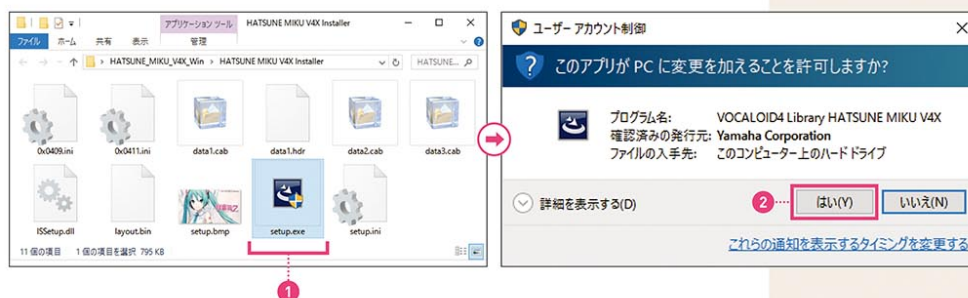 アプリケーション ツール
HATSUNE MIKU V4X Installer
ファイル
ホーム
共有
表示
管理
HATSUNE_MIKU_V4X_Win
HATSUNE MIKU V4X Installer
HATSUNE...
0x0409.ini
0x0411.ini
data1.cab
data1.hdr
data2.cab
data3.cab
ISSetup.dll
layout.bin
setup.bmp
setup.exe
setup.ini
11 個の項目
1 個の項目を選択 795 KB
1
ユーザー アカウント制御
このアプリが PC に変更を加えることを許可しますか?
プログラム名: VOCALOID4 Library HATSUNE MIKU V4X
確認済みの発行元: Yamaha Corporation
ファイルの入手先: このコンピューター上のハード ドライブ
詳細を表示する(D)
2
はい(Y)
いいえ(N)
これらの通知を表示するタイミングを変更する